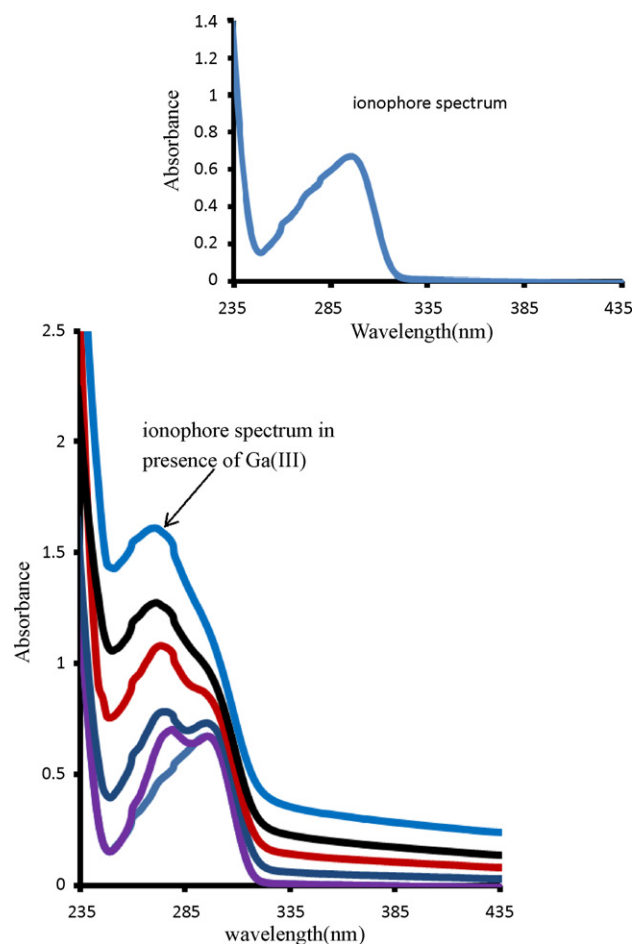 1.4
1.2
1
0.8
0.6
0.4
0.2
0
Absorbance
ionophore spectrum
235 285 335 385 435
Wavelength(nm)
2.5
2
1.5
1
0.5
0
Absorbance
ionophore spectrum in
presence of Ga(III)
235 285 335 385 435
wavelength(nm)